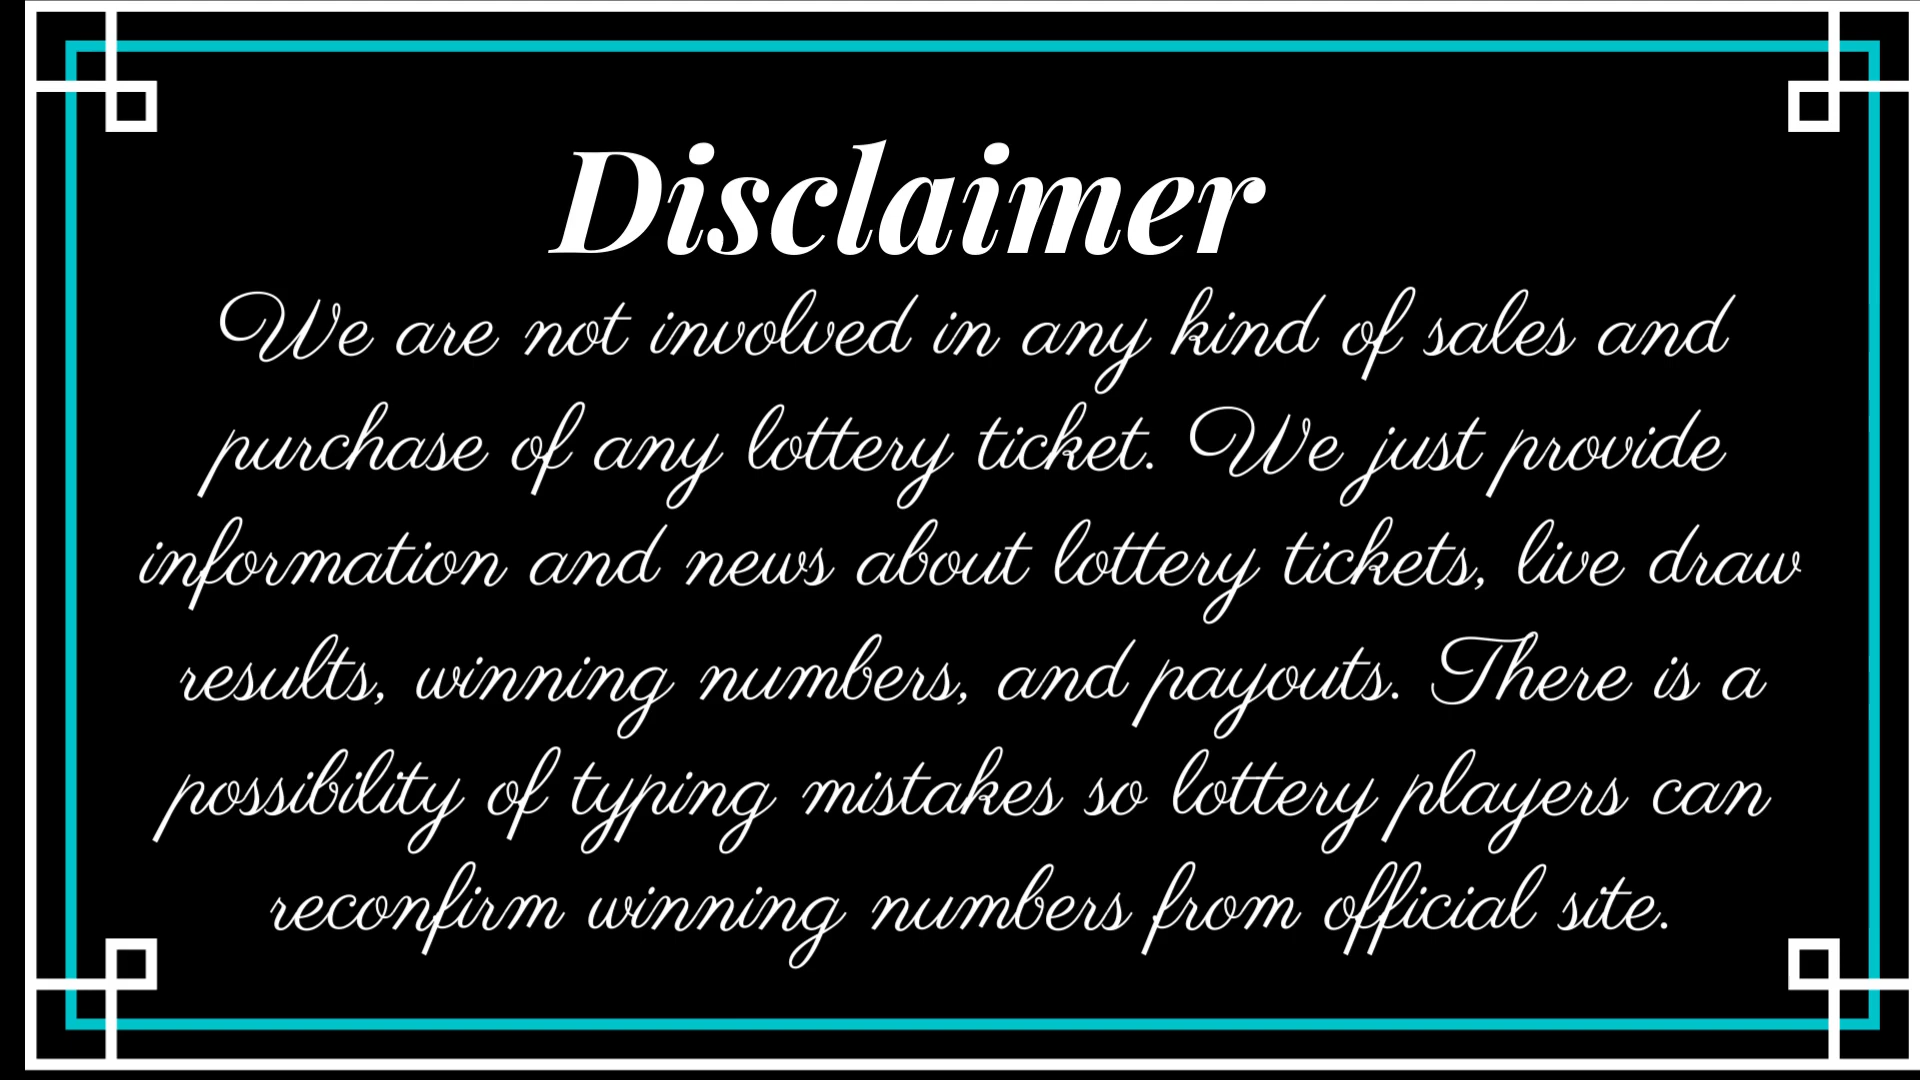 Disclaimer
We are not involved in any kind of sales and
purchase of any lottery ticket. We just provide
information and news about lottery tickets, live draw
results, winning numbers, and payouts. There is a
possibility of typing mistakes so lottery players can
reconfirm winning numbers from official site.